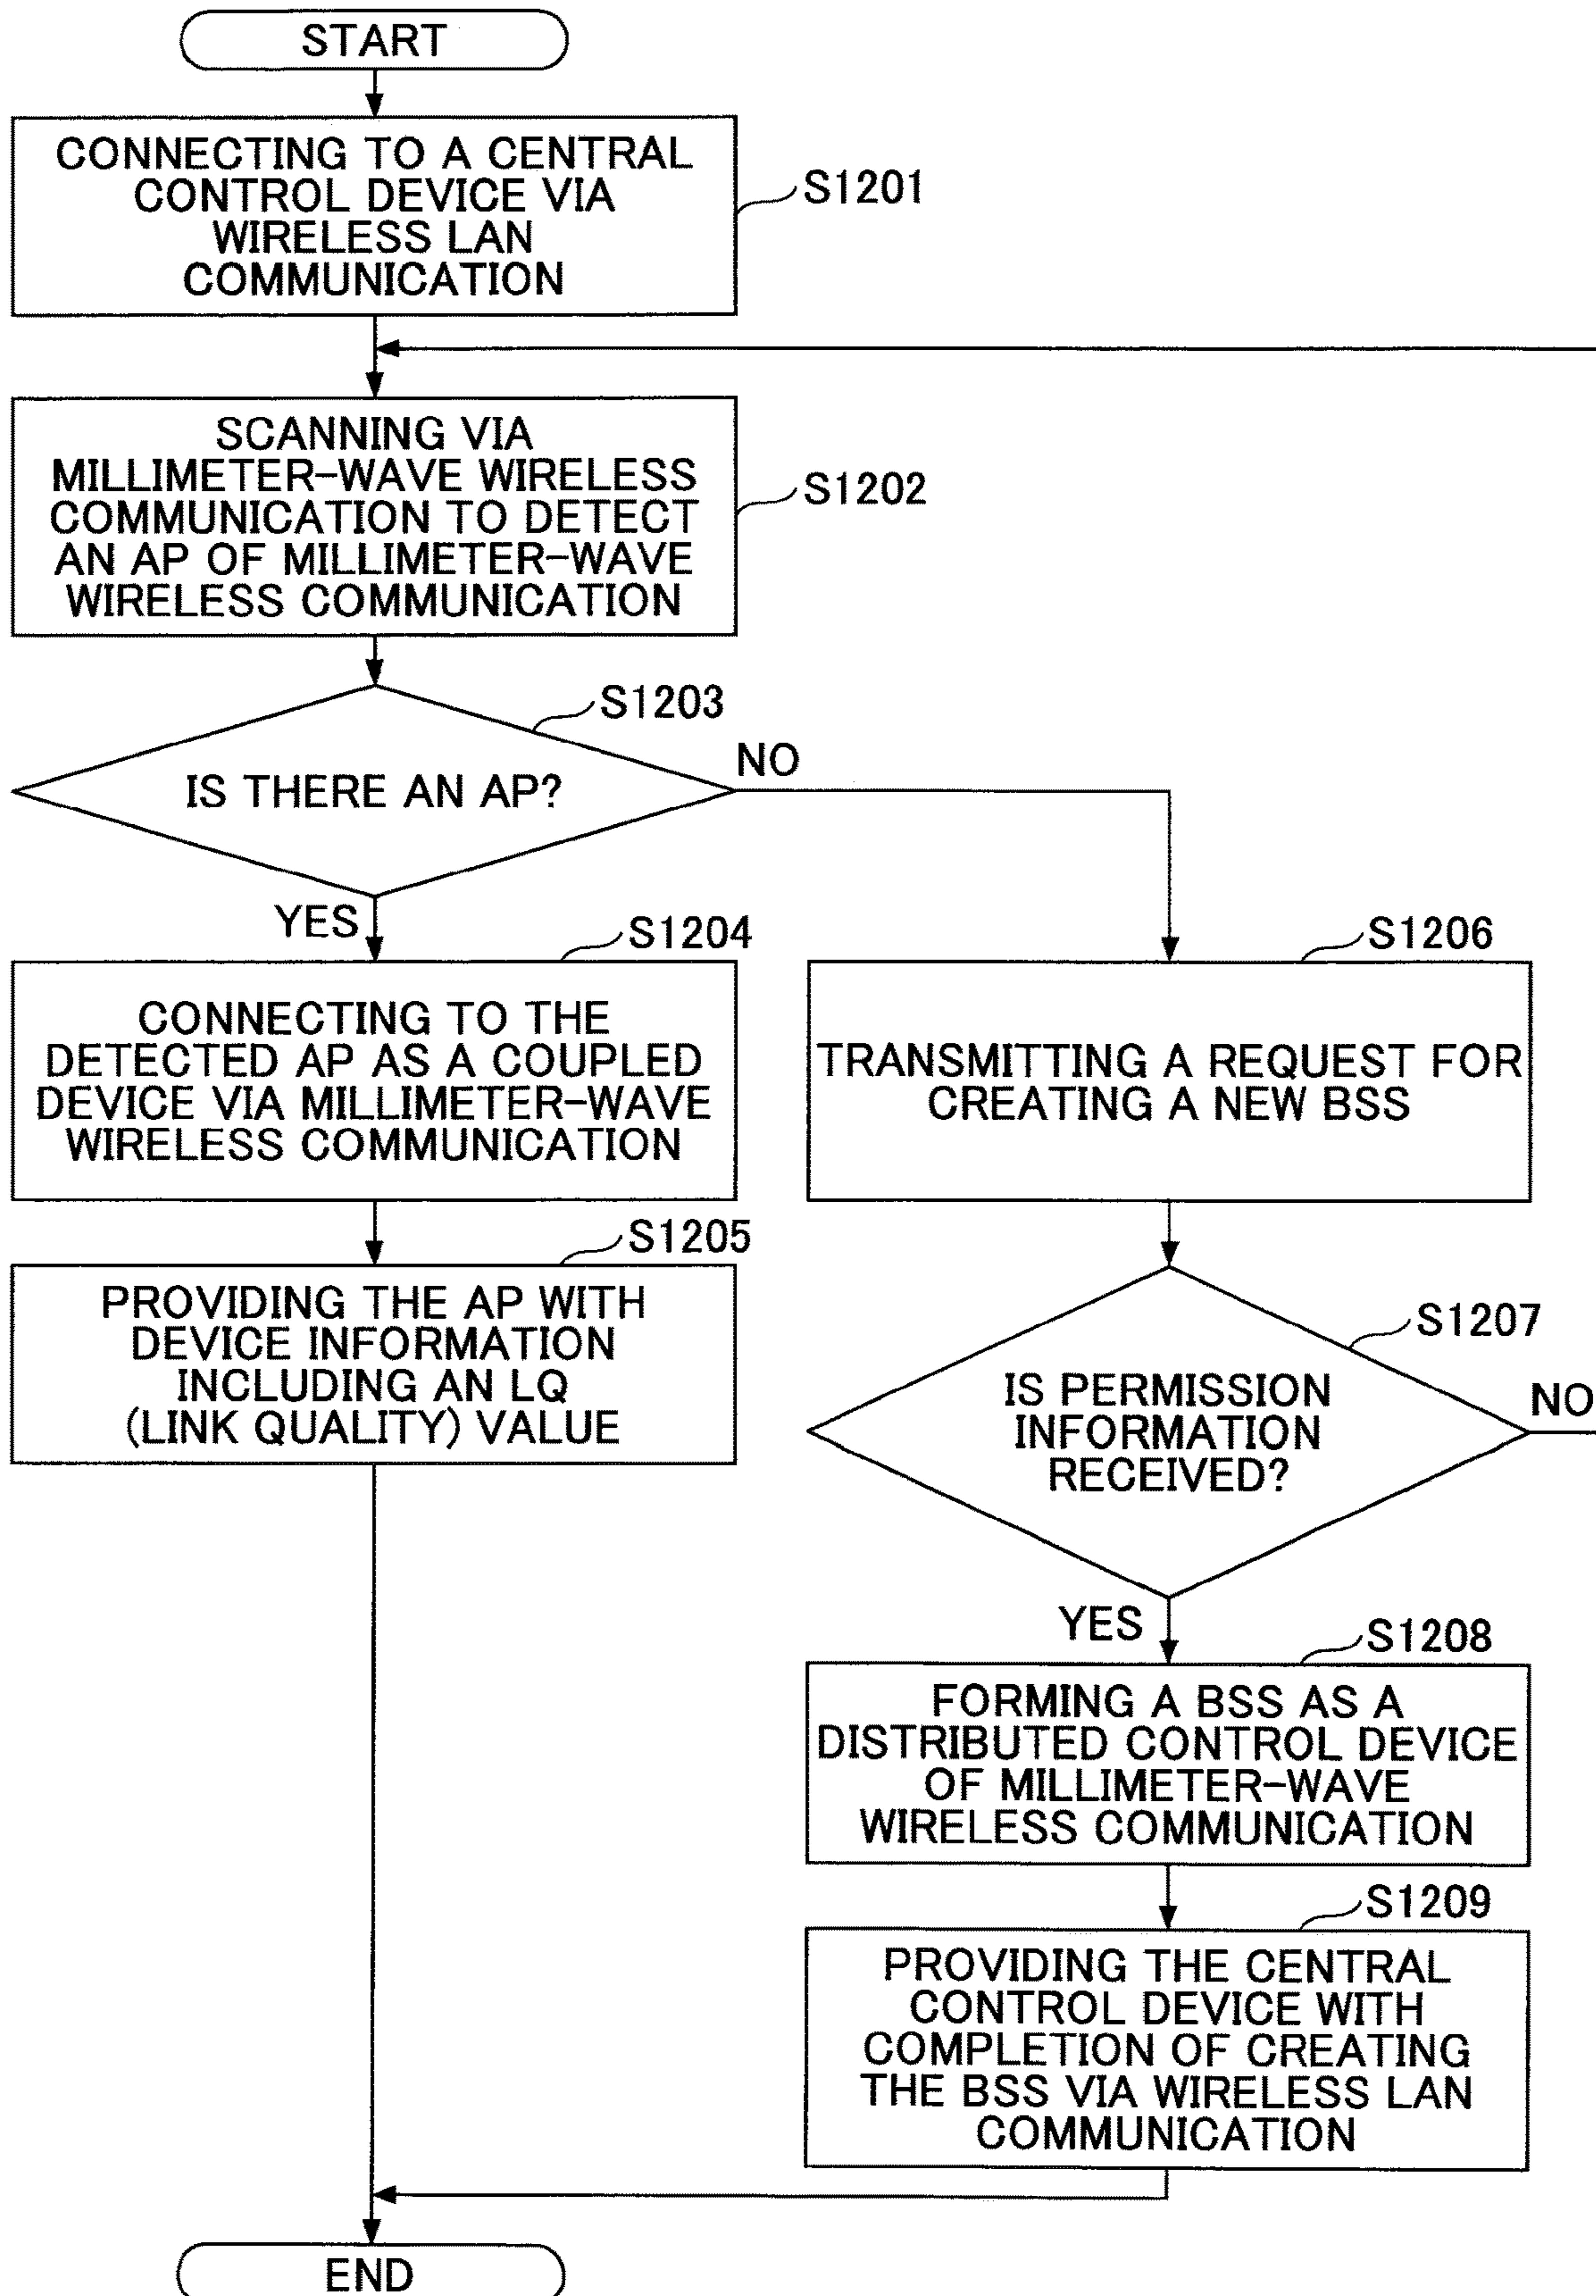 START
CONNECTING TO A CENTRAL
CONTROL DEVICE VIA
WIRELESS LAN
COMMUNICATION
S1201
SCANNING VIA
MILLIMETER-WAVE WIRELESS
COMMUNICATION TO DETECT
AN AP OF MILLIMETER-WAVE
WIRELESS COMMUNICATION
S1202
S1203
IS THERE AN AP?
NO
YES
S1204
CONNECTING TO THE
DETECTED AP AS A COUPLED
DEVICE VIA MILLIMETER-WAVE
WIRELESS COMMUNICATION
S1205
PROVIDING THE AP WITH
DEVICE INFORMATION
INCLUDING AN LQ
(LINK QUALITY) VALUE
S1206
TRANSMITTING A REQUEST FOR
CREATING A NEW BSS
S1207
IS PERMISSION
INFORMATION
RECEIVED?
NO
YES
S1208
FORMING A BSS AS A
DISTRIBUTED CONTROL DEVICE
OF MILLIMETER-WAVE
WIRELESS COMMUNICATION
S1209
PROVIDING THE CENTRAL
CONTROL DEVICE WITH
COMPLETION OF CREATING
THE BSS VIA WIRELESS LAN
COMMUNICATION
END